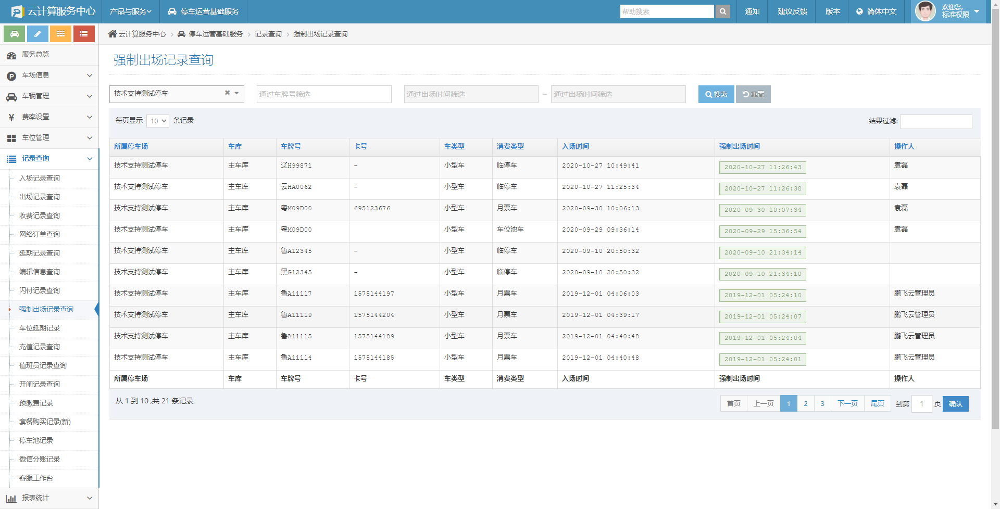 云计算服务中心 产品与服务 停车运营基础服务 帮助搜索 通知 建议反馈 版本 简体中文 欢迎您,
标准权限
云计算服务中心 > 停车运营基础服务 > 记录查询 > 强制出场记录查询
服务总览
车场信息
车辆管理
¥ 费率设置
车位管理
记录查询
入场记录查询
出场记录查询
收费记录查询
网络订单查询
延期记录查询
编辑信息查询
闪付记录查询
强制出场记录查询
车位延期记录
充值记录查询
值班员记录查询
开闸记录查询
预缴费记录
套餐购买记录(新)
停车池记录
微信分账记录
客服工作台
报表统计
强制出场记录查询
技术支持测试停车 通过车牌号筛选 通过出场时间筛选 – 通过出场时间筛选 搜索 重置
每页显示 10 条记录 结果过滤:
所属停车场 车库 车牌号 卡号 车类型 消费类型 入场时间 强制出场时间 操作人
技术支持测试停车 主车库 辽H99871 - 小型车 临停车 2020-10-27 10:49:41 2020-10-27 11:26:43 袁磊
技术支持测试停车 主车库 云HA0062 - 小型车 临停车 2020-10-27 11:25:34 2020-10-27 11:26:38 袁磊
技术支持测试停车 主车库 粤M09D00 695123676 小型车 月票车 2020-09-30 10:06:13 2020-09-30 10:07:34 袁磊
技术支持测试停车 主车库 粤M09D00 小型车 车位池车 2020-09-29 09:36:14 2020-09-29 15:36:54 袁磊
技术支持测试停车 主车库 鲁A12345 - 小型车 临停车 2020-09-10 20:50:32 2020-09-10 21:34:14
技术支持测试停车 主车库 黑G12345 - 小型车 临停车 2020-09-10 20:50:32 2020-09-10 21:34:10
技术支持测试停车 主车库 鲁A11117 1575144197 小型车 月票车 2019-12-01 04:06:03 2019-12-01 05:24:10 鹏飞云管理员
技术支持测试停车 主车库 鲁A11119 1575144204 小型车 月票车 2019-12-01 04:39:17 2019-12-01 05:24:07 鹏飞云管理员
技术支持测试停车 主车库 鲁A11115 1575144189 小型车 月票车 2019-12-01 04:40:48 2019-12-01 05:24:04 鹏飞云管理员
技术支持测试停车 主车库 鲁A11114 1575144185 小型车 月票车 2019-12-01 04:40:48 2019-12-01 05:24:01 鹏飞云管理员
所属停车场 车库 车牌号 卡号 车类型 消费类型 入场时间 强制出场时间 操作人
从 1 到 10 ,共 21 条记录 首页 上一页 1 2 3 下一页 尾页 到第 1 页 确认